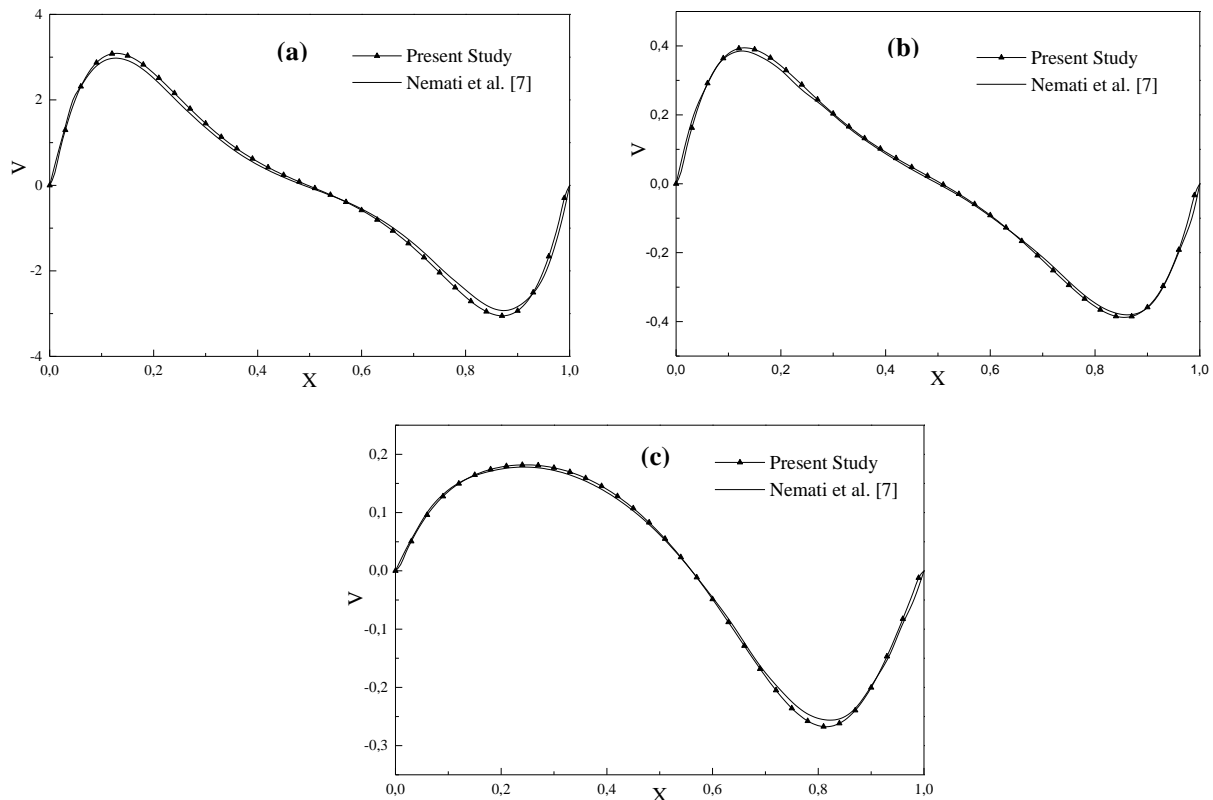 (a)
Present Study
Nemati et al. [7]
4
2
0
-2
-4
V
0,0
0,2
0,4
0,6
0,8
1,0
X
(b)
Present Study
Nemati et al. [7]
0,4
0,2
0,0
-0,2
-0,4
V
0,0
0,2
0,4
0,6
0,8
1,0
X
(c)
Present Study
Nemati et al. [7]
0,2
0,1
0,0
-0,1
-0,2
-0,3
V
0,0
0,2
0,4
0,6
0,8
1,0
X